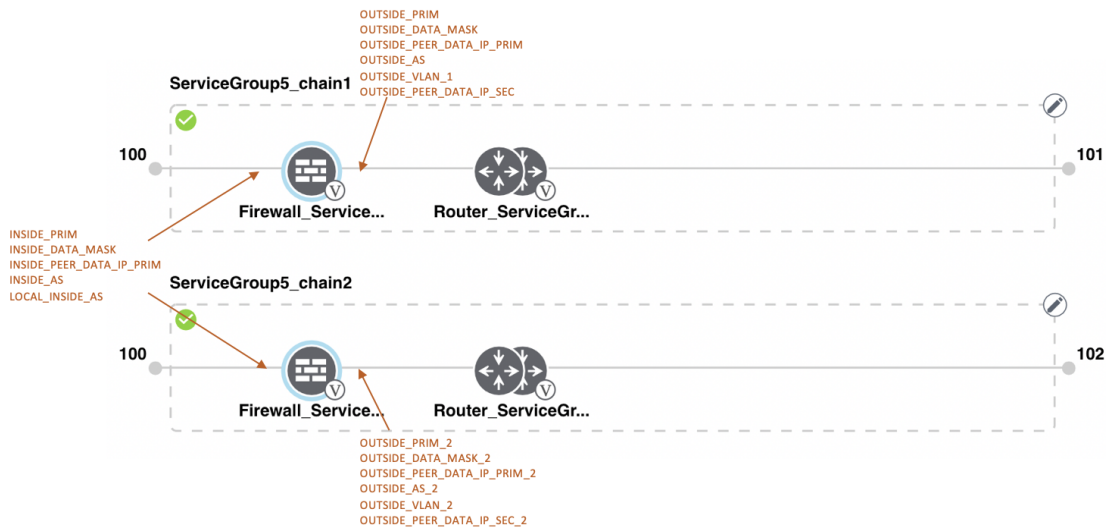 OUTSIDE_PRIM
OUTSIDE_DATA_MASK
OUTSIDE_PEER_DATA_IP_PRIM
OUTSIDE_AS
OUTSIDE_VLAN_1
OUTSIDE_PEER_DATA_IP_SEC
ServiceGroup5_chain1
100
101
V
V
Firewall_Service...
Router_ServiceGr...
INSIDE_PRIM
INSIDE_DATA_MASK
INSIDE_PEER_DATA_IP_PRIM
INSIDE_AS
LOCAL_INSIDE_AS
ServiceGroup5_chain2
100
102
V
V
Firewall_Service...
Router_ServiceGr...
OUTSIDE_PRIM_2
OUTSIDE_DATA_MASK_2
OUTSIDE_PEER_DATA_IP_PRIM_2
OUTSIDE_AS_2
OUTSIDE_VLAN_2
OUTSIDE_PEER_DATA_IP_SEC_2